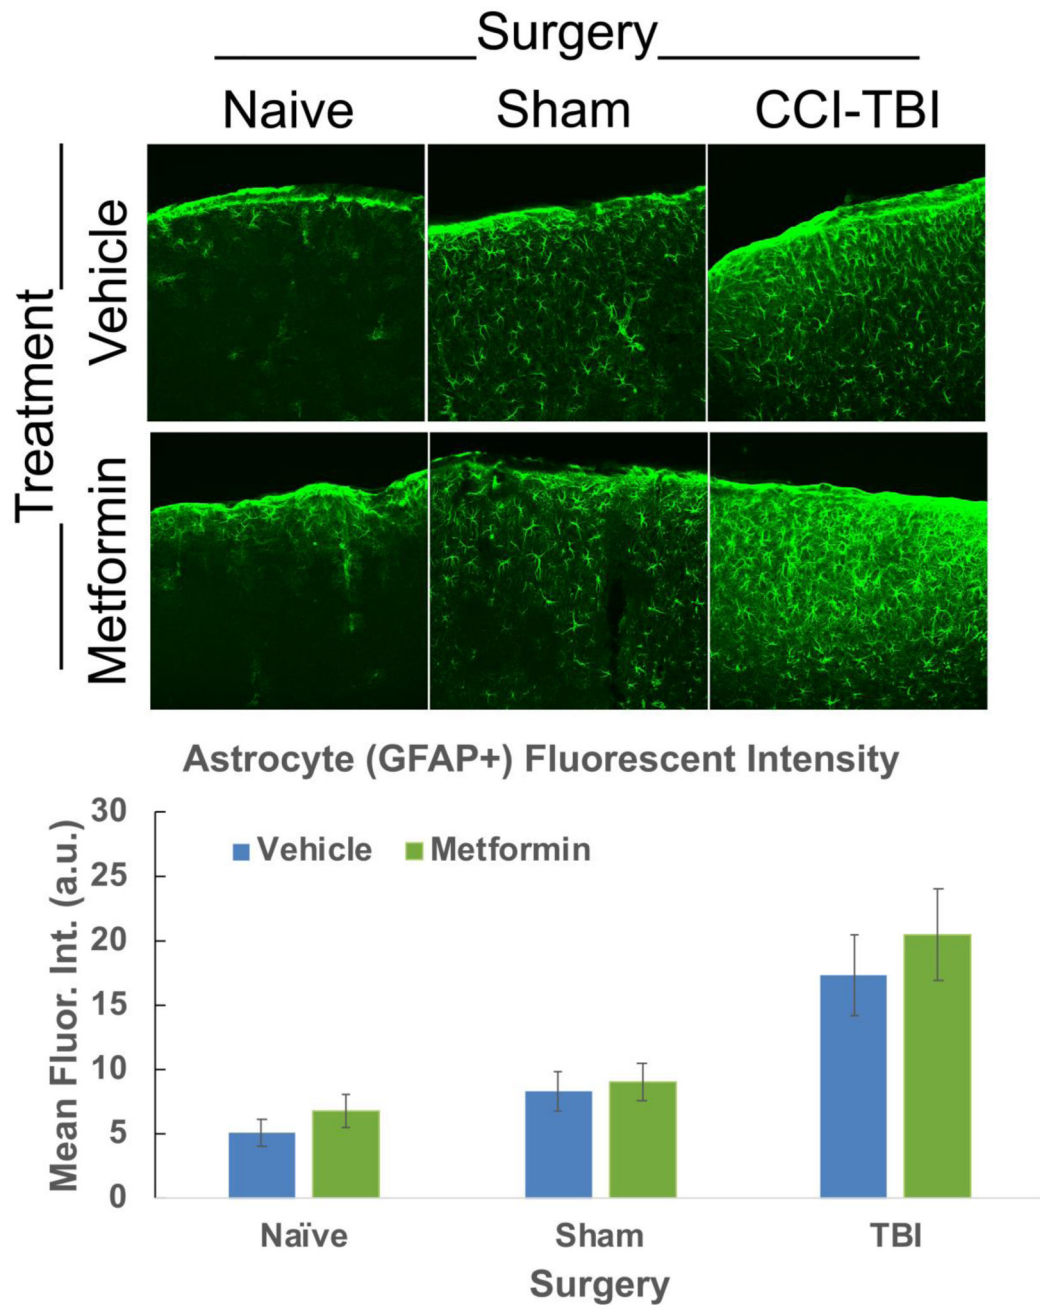 Surgery
Naive
Sham
CCI-TBI
Treatment
Vehicle
Metformin
Astrocyte (GFAP+) Fluorescent Intensity
Mean Fluor. Int. (a.u.)
30
25
20
15
10
5
0
Vehicle
Metformin
Naïve
Sham
TBI
Surgery